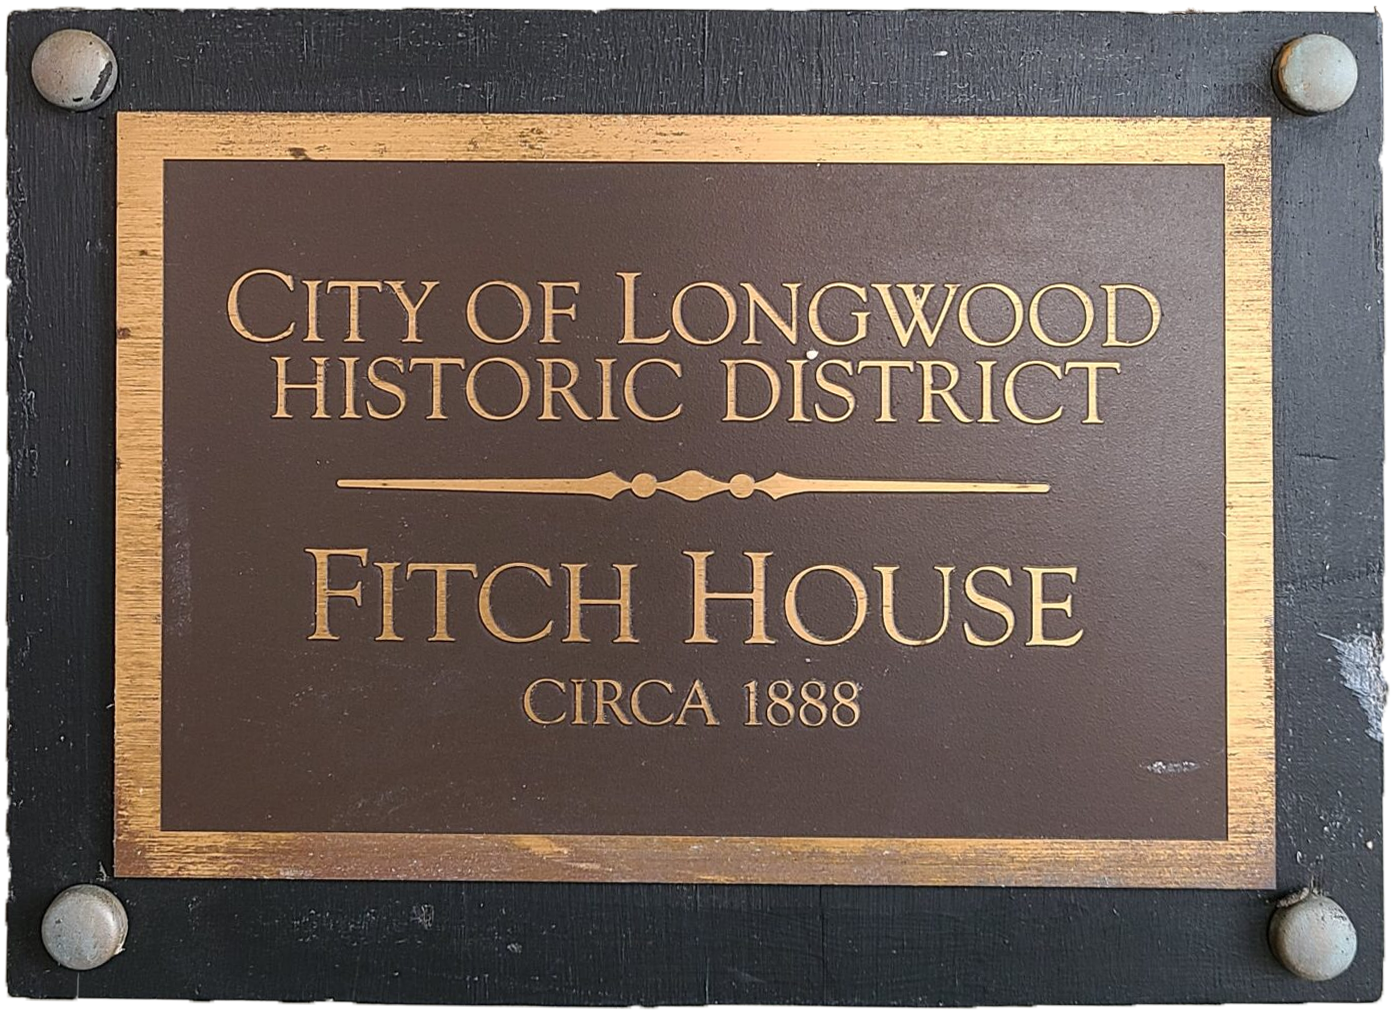 CITY OF LONGWOOD
HISTORIC DISTRICT
FITCH HOUSE
CIRCA 1888